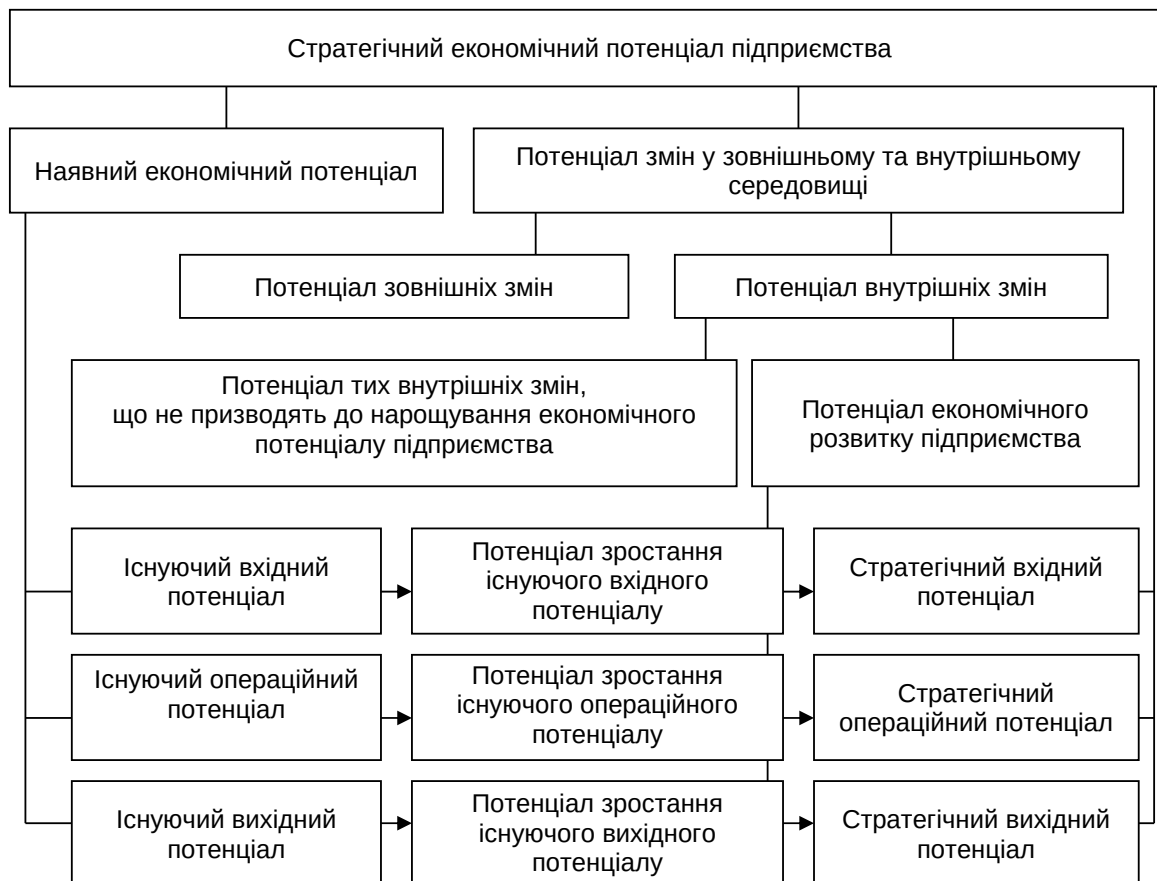 Стратегічний економічний потенціал підприємства
Наявний економічний потенціал
Потенціал змін у зовнішньому та внутрішньому
середовищі
Потенціал зовнішніх змін
Потенціал внутрішніх змін
Потенціал тих внутрішніх змін,
що не призводять до нарощування економічного
потенціалу підприємства
Потенціал економічного
розвитку підприємства
Існуючий вхідний
потенціал
Потенціал зростання
існуючого вхідного
потенціалу
Стратегічний вхідний
потенціал
Існуючий операційний
потенціал
Потенціал зростання
існуючого операційного
потенціалу
Стратегічний
операційний потенціал
Існуючий вихідний
потенціал
Потенціал зростання
існуючого вихідного
потенціалу
Стратегічний вихідний
потенціал